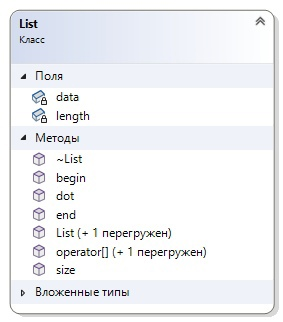 List
Класс
Поля
data
length
Методы
~List
begin
dot
end
List (+ 1 перегружен)
operator[] (+ 1 перегружен)
size
Вложенные типы